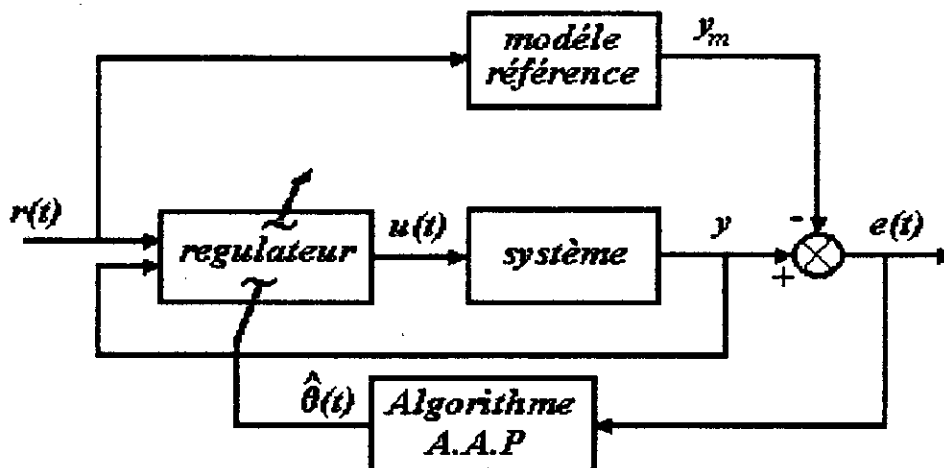 modéle
référence
y_m
r(t)
regulateur
u(t)
système
y
-
+
e(t)
θ̂(t)
Algorithme
A.A.P